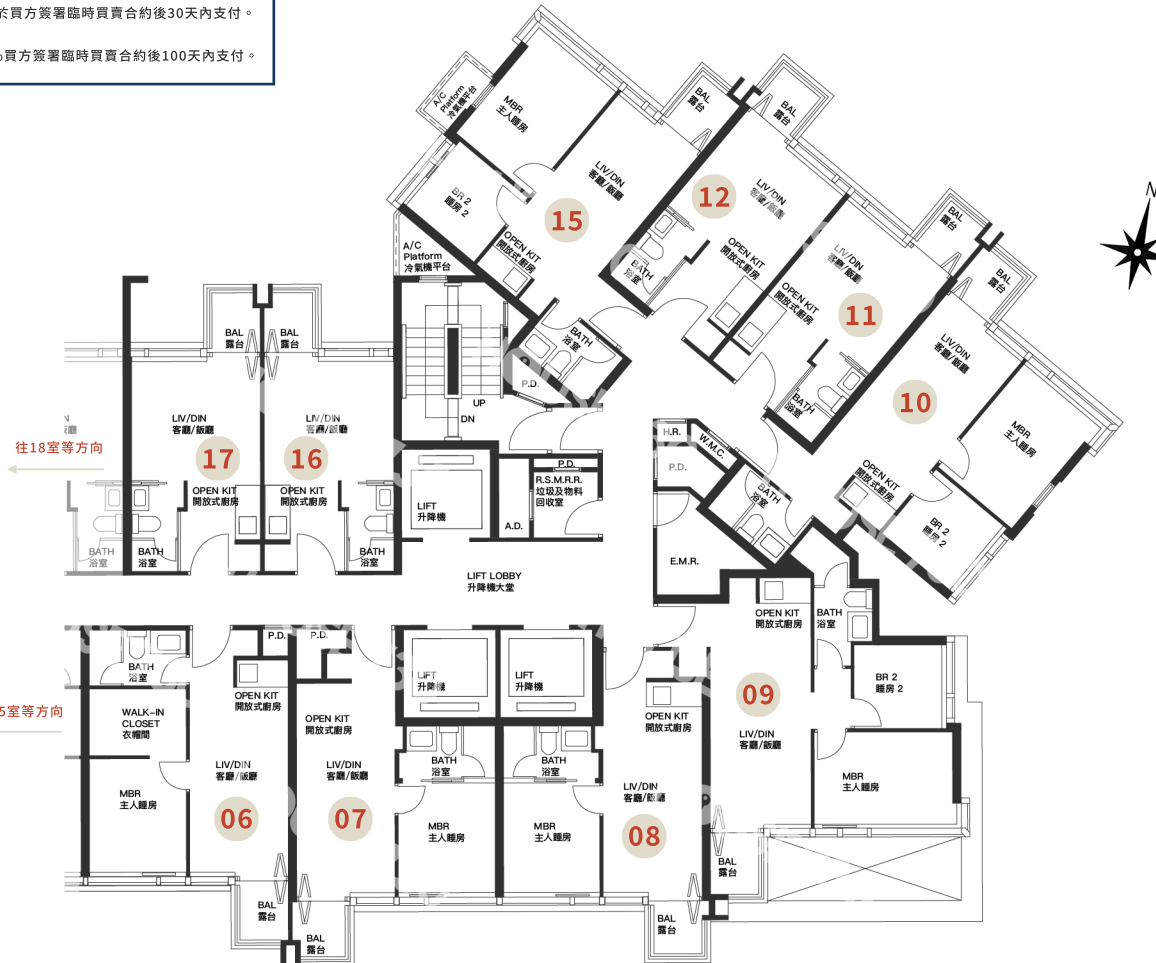 於買方簽署臨時買賣合約後30天內支付。
買方簽署臨時買賣合約後100天內支付。
N
A/C
Platform
冷氣機平台
MBR
主人睡房
BAL
露台
BAL
露台
LIV/DIN
客廳/飯廳
BR 2
睡房 2
15
OPEN KIT
開放式廚房
A/C
Platform
冷氣機平台
12
LIV/DIN
客廳/飯廳
OPEN KIT
開放式廚房
BATH
浴室
BAL
露台
BAL
露台
LIV/DIN
客廳/飯廳
OPEN KIT
開放式廚房
11
BATH
浴室
LIV/DIN
客廳/飯廳
10
MBR
主人睡房
OPEN KIT
開放式廚房
BR 2
睡房 2
BATH
浴室
BATH
浴室
P.D.
UP
DN
BAL
露台
BAL
露台
LIV/DIN
客廳/飯廳
LIV/DIN
客廳/飯廳
往18室等方向
17
16
OPEN KIT
開放式廚房
OPEN KIT
開放式廚房
BATH
浴室
BATH
浴室
BATH
浴室
LIFT
升降機
P.D.
R.S.M.R.R.
垃圾及物料
回收室
A.D.
H.R.
W.M.C.
P.D.
E.M.R.
LIFT LOBBY
升降機大堂
P.D.
P.D.
BATH
浴室
WALK-IN
CLOSET
衣帽間
OPEN KIT
開放式廚房
5室等方向
LIV/DIN
客廳/飯廳
MBR
主人睡房
06
BAL
露台
OPEN KIT
開放式廚房
LIV/DIN
客廳/飯廳
07
BAL
露台
LIFT
升降機
LIFT
升降機
BATH
浴室
BATH
浴室
MBR
主人睡房
MBR
主人睡房
OPEN KIT
開放式廚房
LIV/DIN
客廳/飯廳
08
BAL
露台
OPEN KIT
開放式廚房
BATH
浴室
09
BR 2
睡房 2
LIV/DIN
客廳/飯廳
MBR
主人睡房
BAL
露台